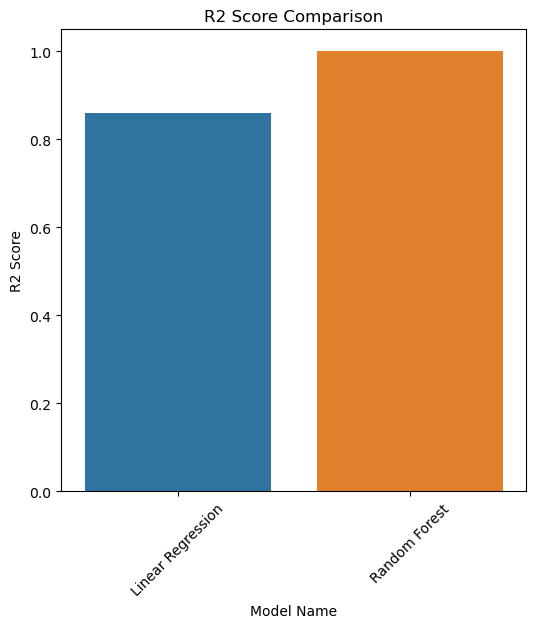 R2 Score Comparison
1.0
0.8
0.6
0.4
0.2
0.0
R2 Score
Linear Regression
Random Forest
Model Name